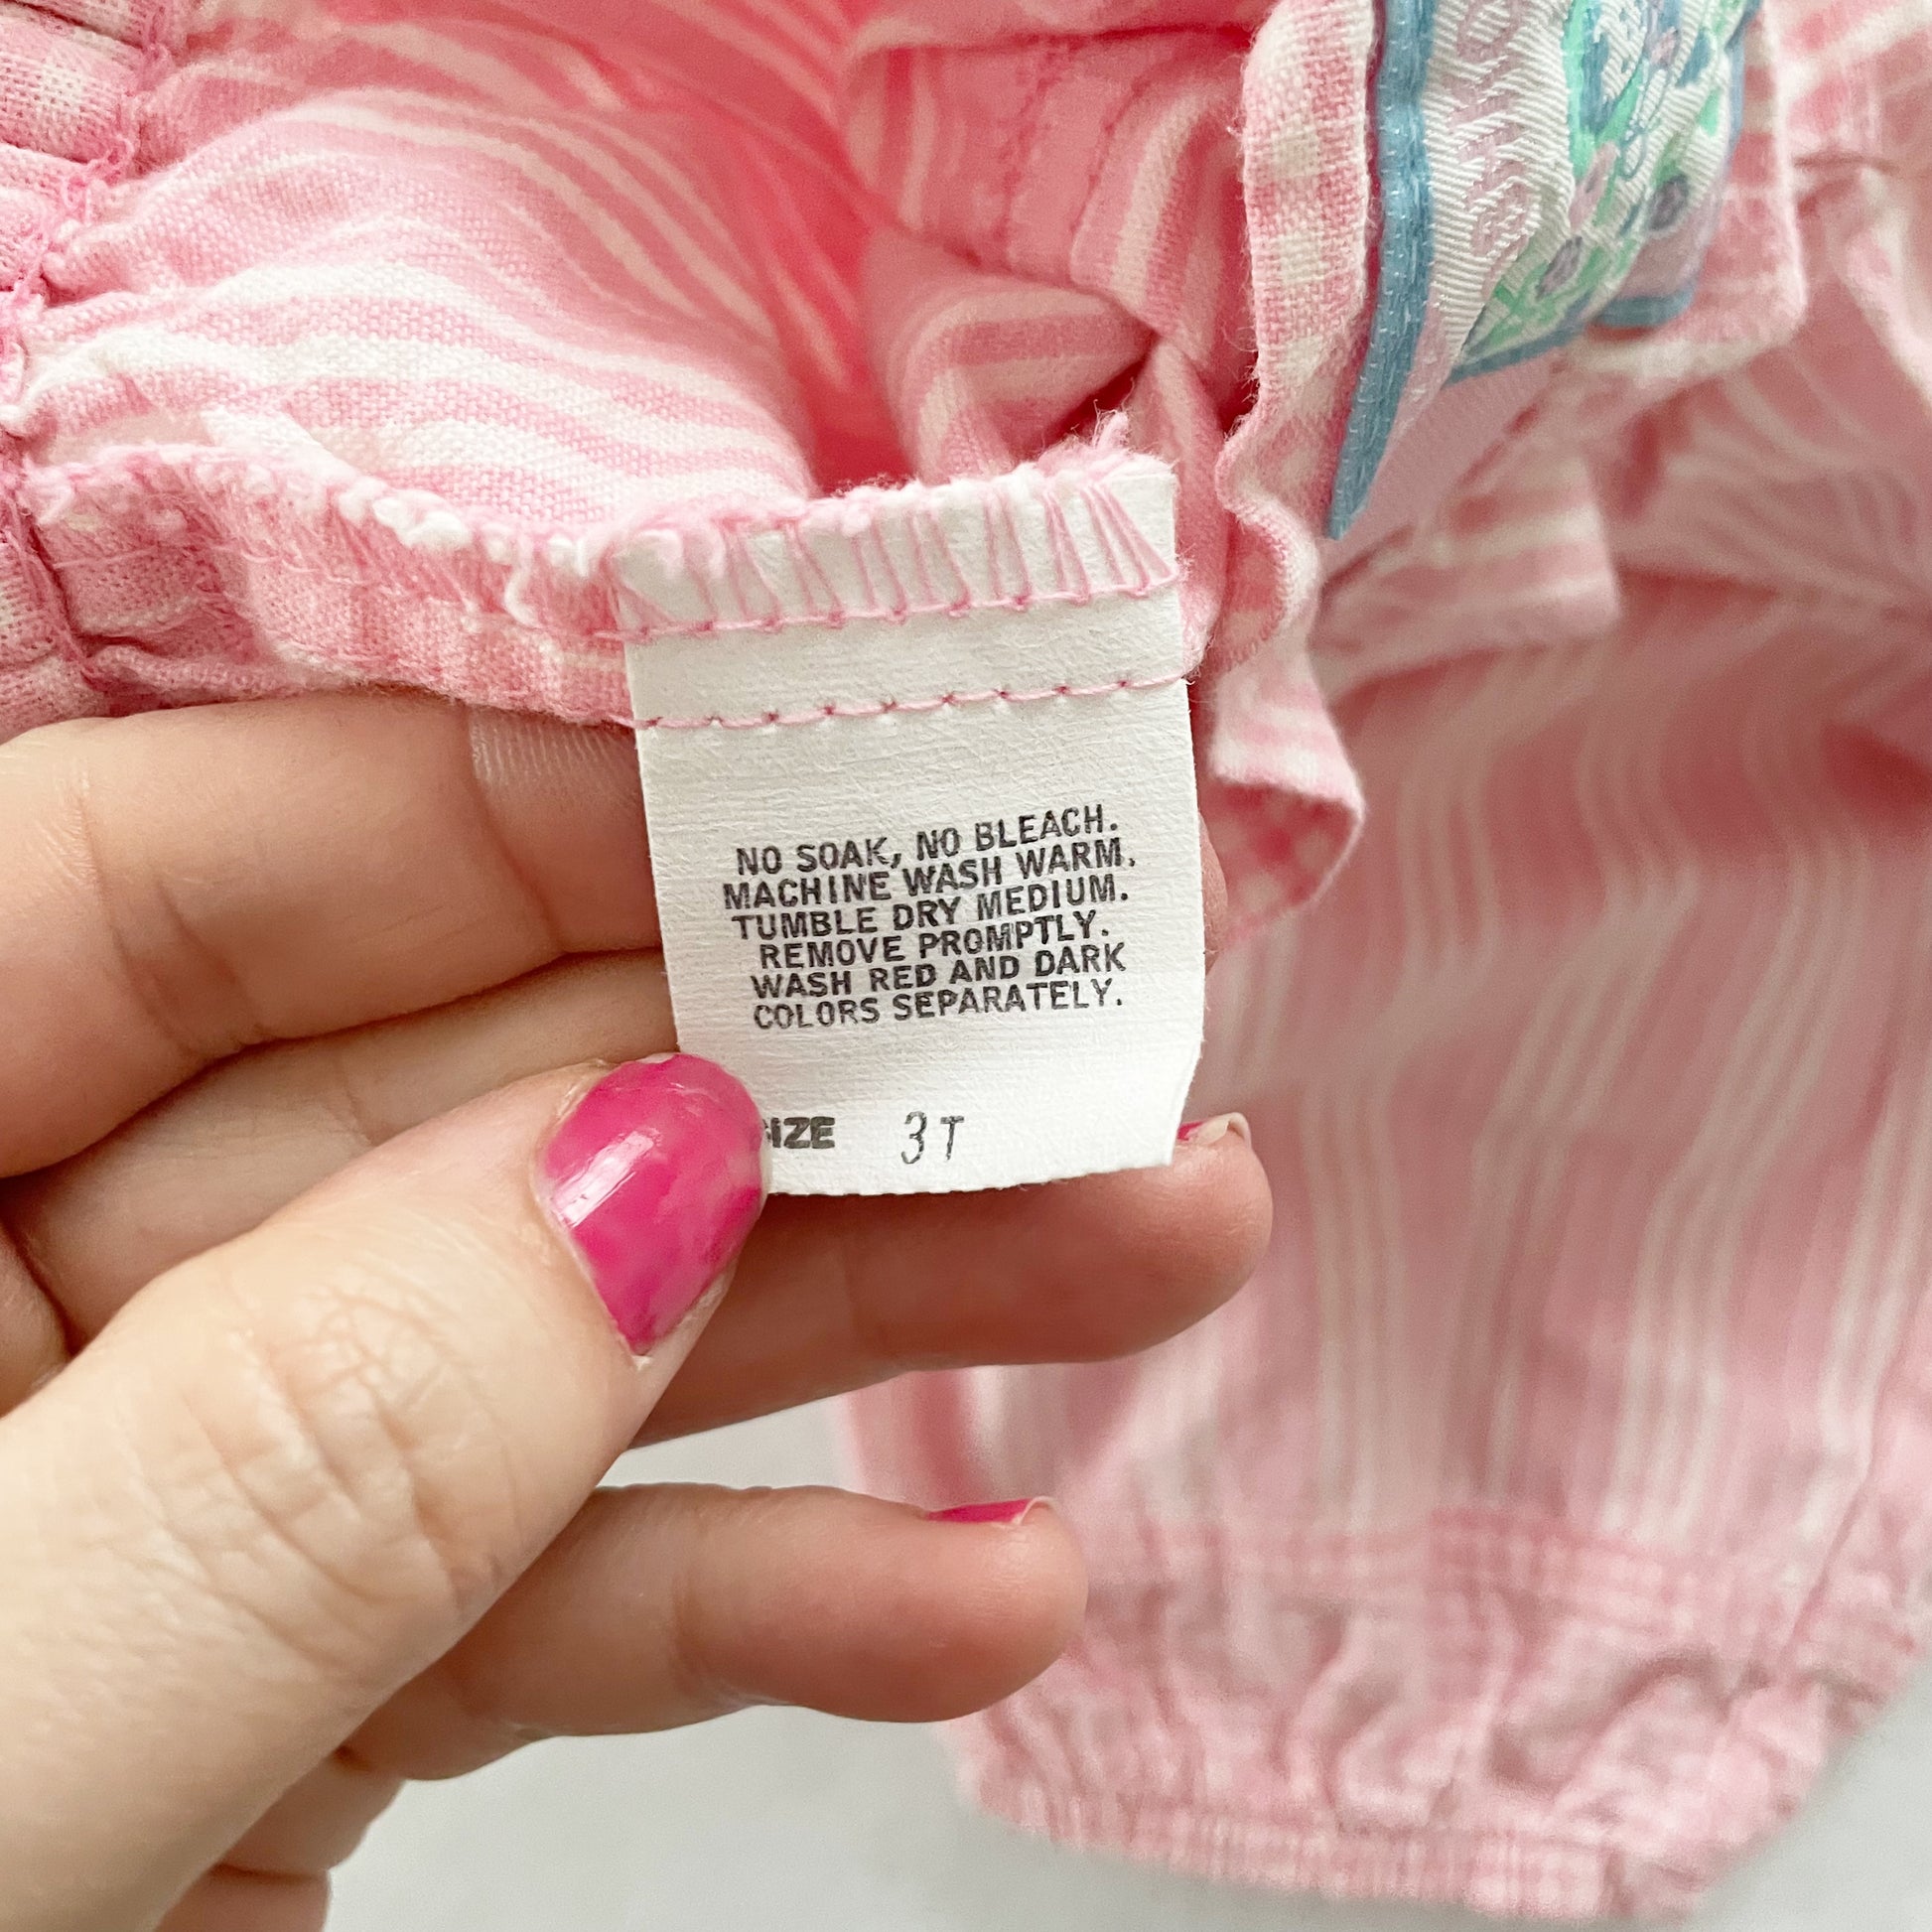 NO SOAK, NO BLEACH.
MACHINE WASH WARM.
TUMBLE DRY MEDIUM.
REMOVE PROMPTLY.
WASH RED AND DARK
COLORS SEPARATELY.
IZE 3T